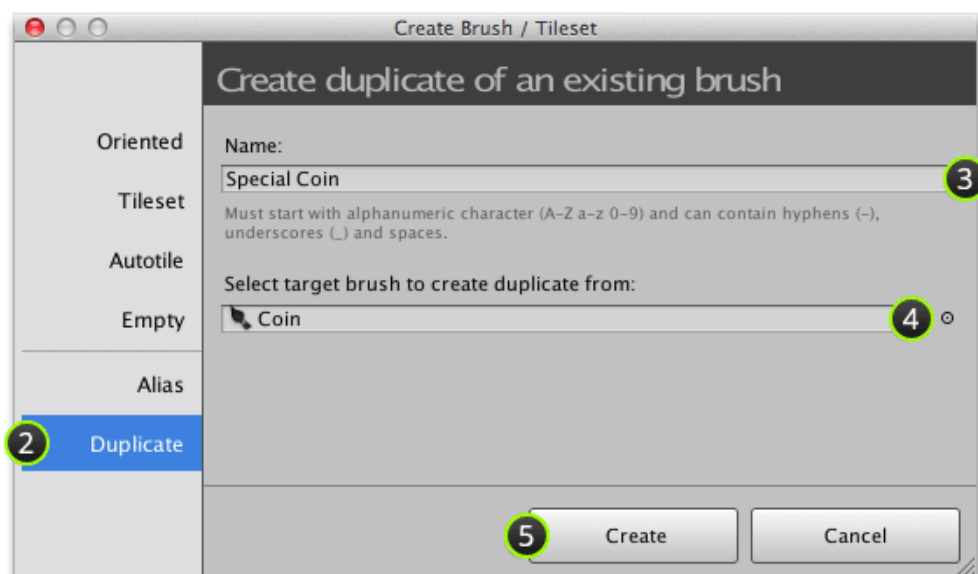 Create Brush / Tileset
Create duplicate of an existing brush
Oriented
Tileset
Autotile
Empty
Alias
2 Duplicate
Name:
Special Coin 3
Must start with alphanumeric character (A-Z a-z 0-9) and can contain hyphens (-),
underscores (_) and spaces.
Select target brush to create duplicate from:
Coin 4
5 Create Cancel